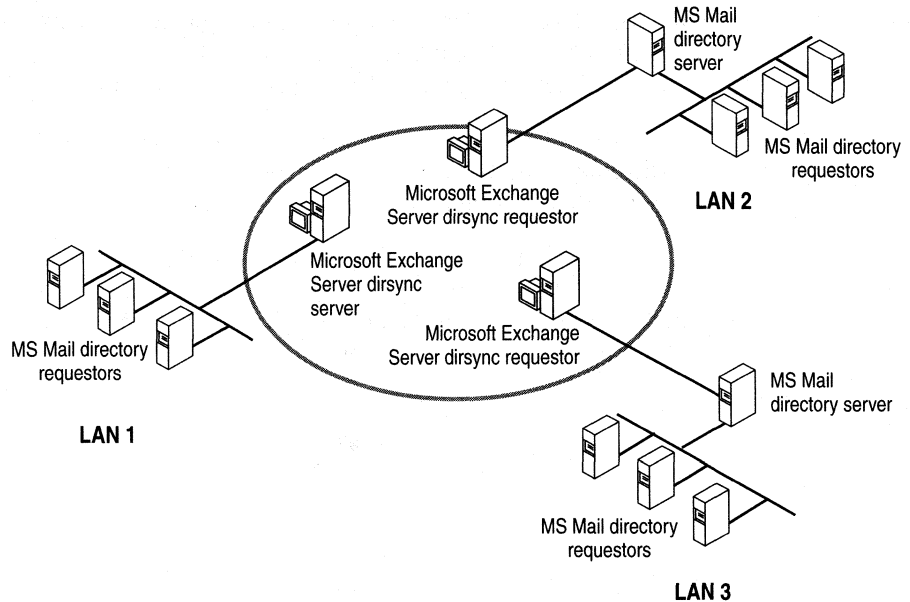 MS Mail
directory
server
MS Mail directory
requestors
LAN 2
Microsoft Exchange
Server dirsync requestor
Microsoft Exchange
Server dirsync
server
Microsoft Exchange
Server dirsync requestor
MS Mail directory
requestors
LAN 1
MS Mail
directory server
MS Mail directory
requestors
LAN 3